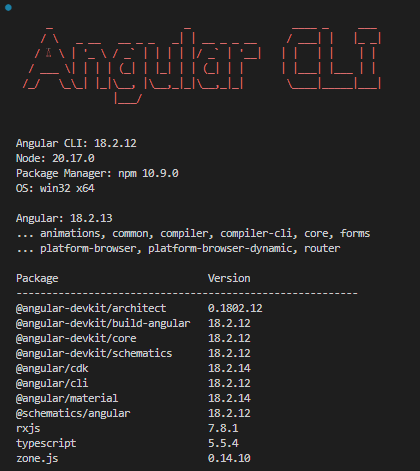 Angular CLI
Angular CLI: 18.2.12
Node: 20.17.0
Package Manager: npm 10.9.0
OS: win32 x64
Angular: 18.2.13
... animations, common, compiler, compiler-cli, core, forms
... platform-browser, platform-browser-dynamic, router
Package Version
------------------------------------------------------------
@angular-devkit/architect 0.1802.12
@angular-devkit/build-angular 18.2.12
@angular-devkit/core 18.2.12
@angular-devkit/schematics 18.2.12
@angular/cdk 18.2.14
@angular/cli 18.2.12
@angular/material 18.2.14
@schematics/angular 18.2.12
rxjs 7.8.1
typescript 5.5.4
zone.js 0.14.10